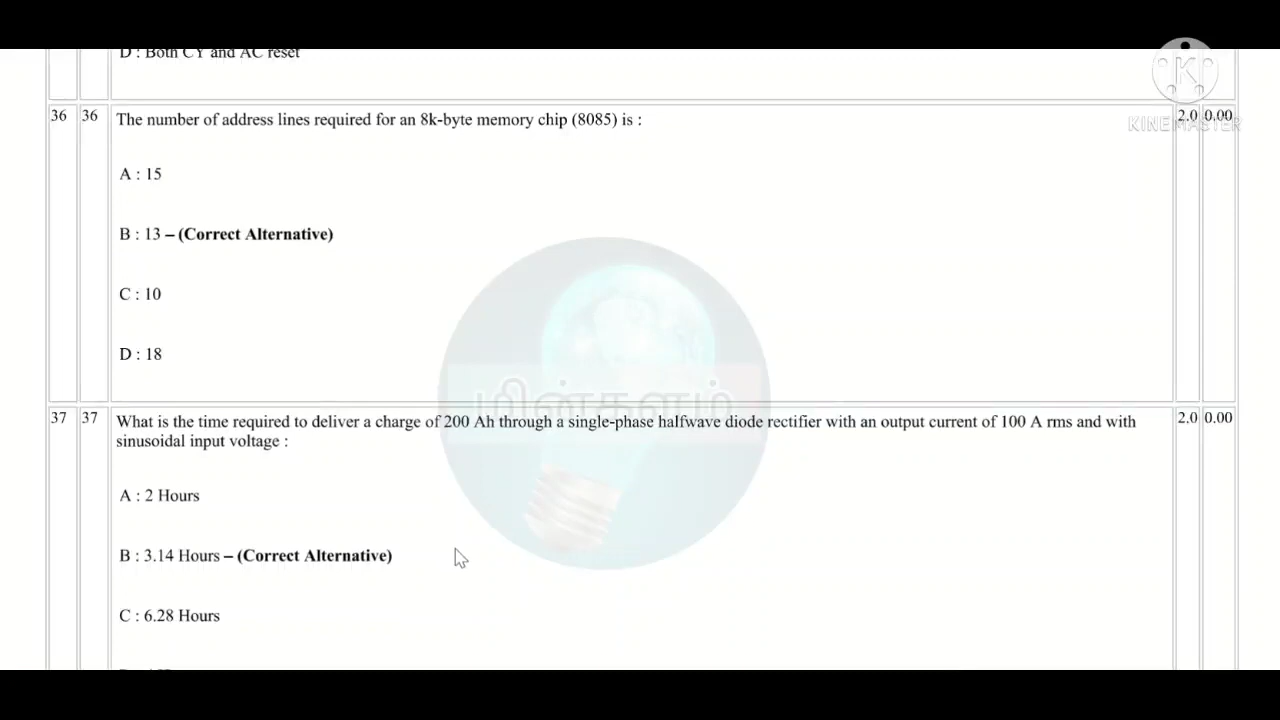 D : Both CY and AC reset
KINEMASTER
36 36 The number of address lines required for an 8k-byte memory chip (8085) is : 2.0 0.00
A : 15
B : 13 – (Correct Alternative)
C : 10
D : 18
மின்களம்
37 37 What is the time required to deliver a charge of 200 Ah through a single-phase halfwave diode rectifier with an output current of 100 A rms and with 2.0 0.00
sinusoidal input voltage :
A : 2 Hours
B : 3.14 Hours – (Correct Alternative)
C : 6.28 Hours